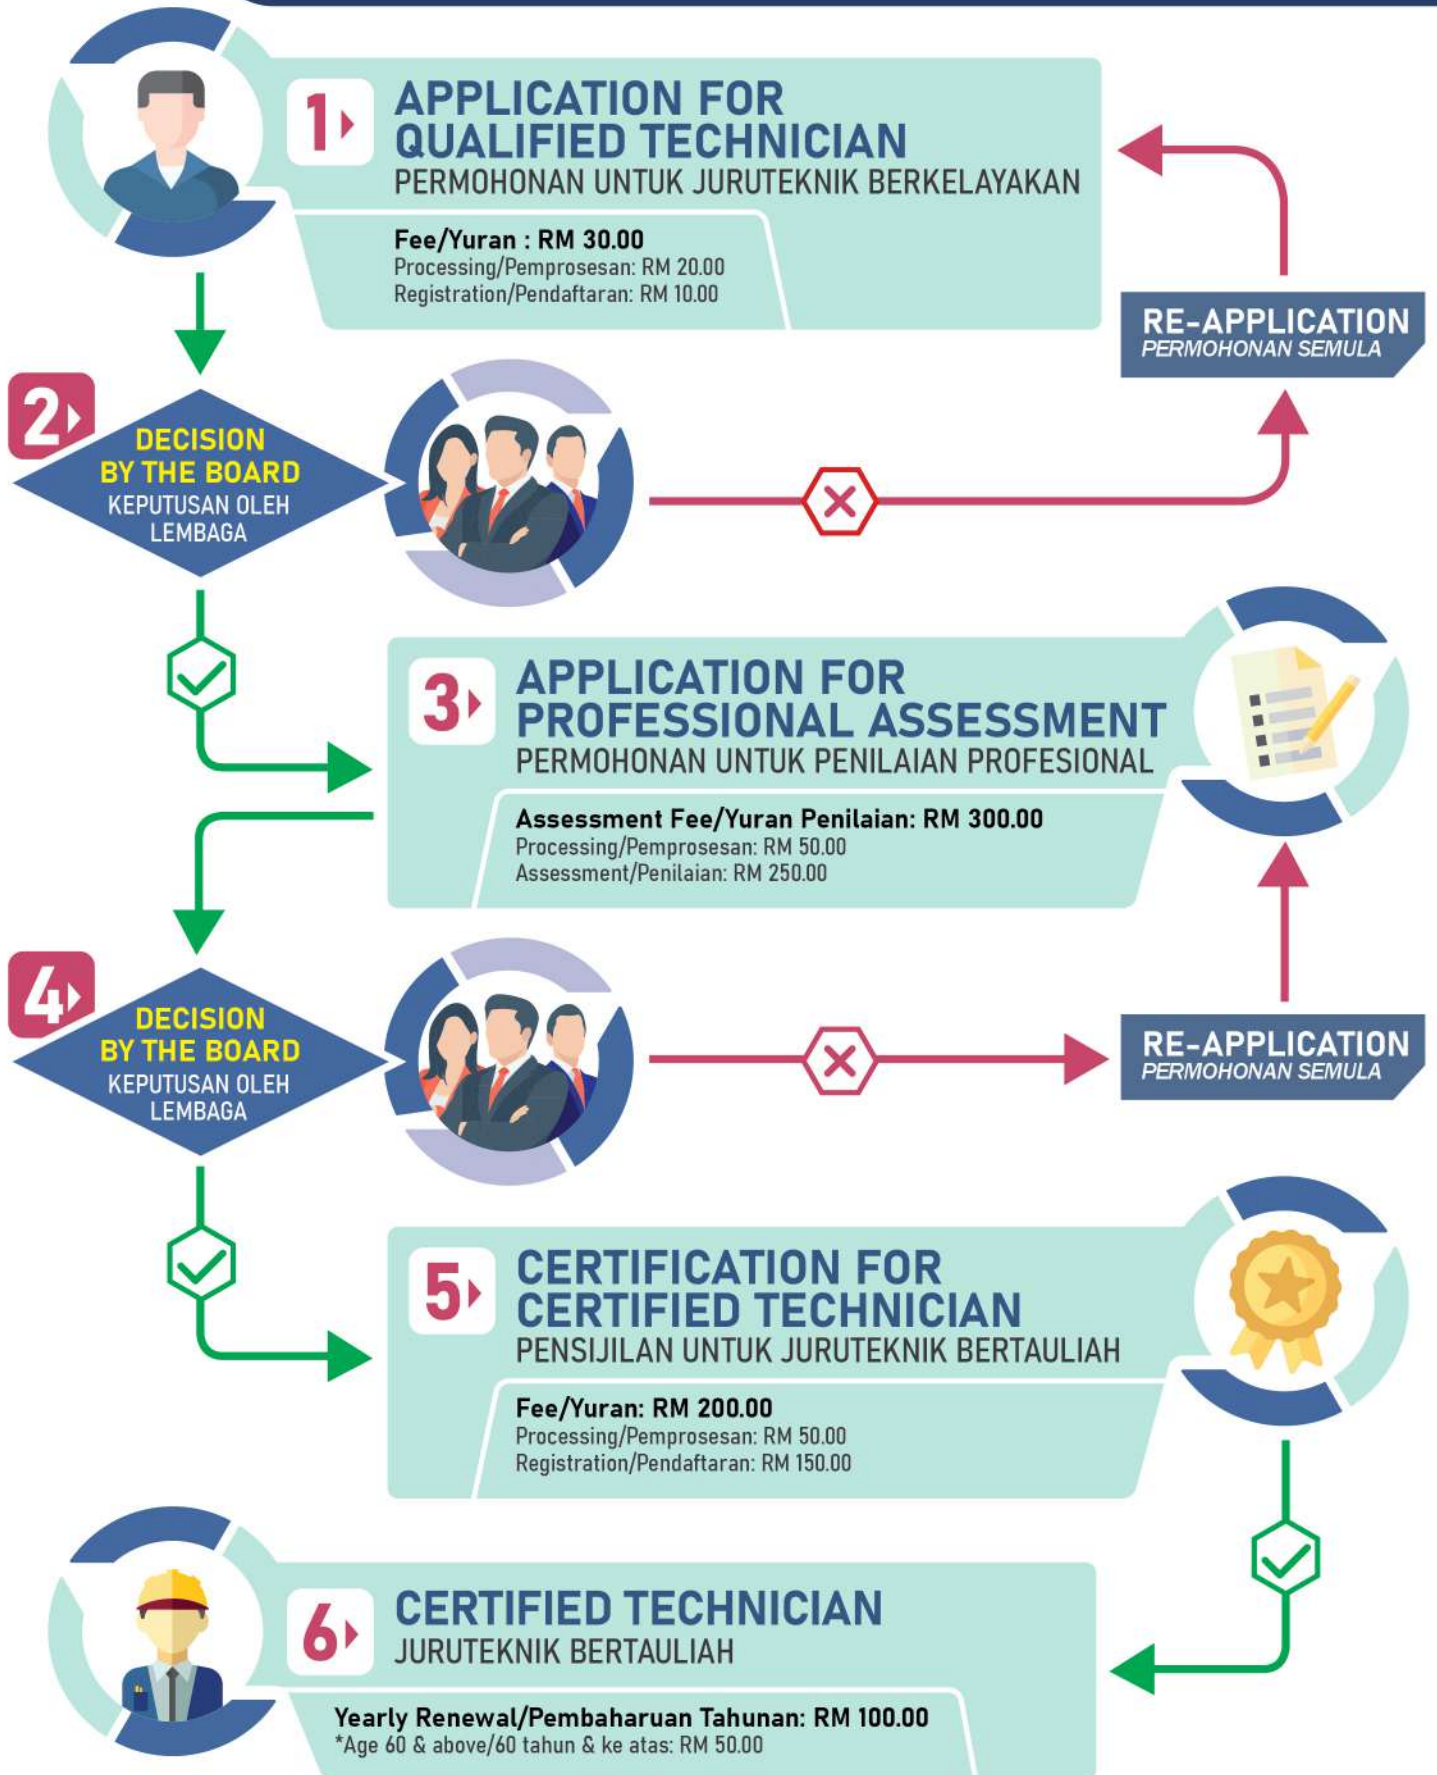 1
APPLICATION FOR
QUALIFIED TECHNICIAN
PERMOHONAN UNTUK JURUTEKNIK BERKELAYAKAN
Fee/Yuran : RM 30.00
Processing/Pemprosesan: RM 20.00
Registration/Pendaftaran: RM 10.00
RE-APPLICATION
PERMOHONAN SEMULA
2
DECISION
BY THE BOARD
KEPUTUSAN OLEH
LEMBAGA
3
APPLICATION FOR
PROFESSIONAL ASSESSMENT
PERMOHONAN UNTUK PENILAIAN PROFESIONAL
Assessment Fee/Yuran Penilaian: RM 300.00
Processing/Pemprosesan: RM 50.00
Assessment/Penilaian: RM 250.00
4
DECISION
BY THE BOARD
KEPUTUSAN OLEH
LEMBAGA
RE-APPLICATION
PERMOHONAN SEMULA
5
CERTIFICATION FOR
CERTIFIED TECHNICIAN
PENSIJILAN UNTUK JURUTEKNIK BERTAULIAH
Fee/Yuran: RM 200.00
Processing/Pemprosesan: RM 50.00
Registration/Pendaftaran: RM 150.00
6
CERTIFIED TECHNICIAN
JURUTEKNIK BERTAULIAH
Yearly Renewal/Pembaharuan Tahunan: RM 100.00
*Age 60 & above/60 tahun & ke atas: RM 50.00